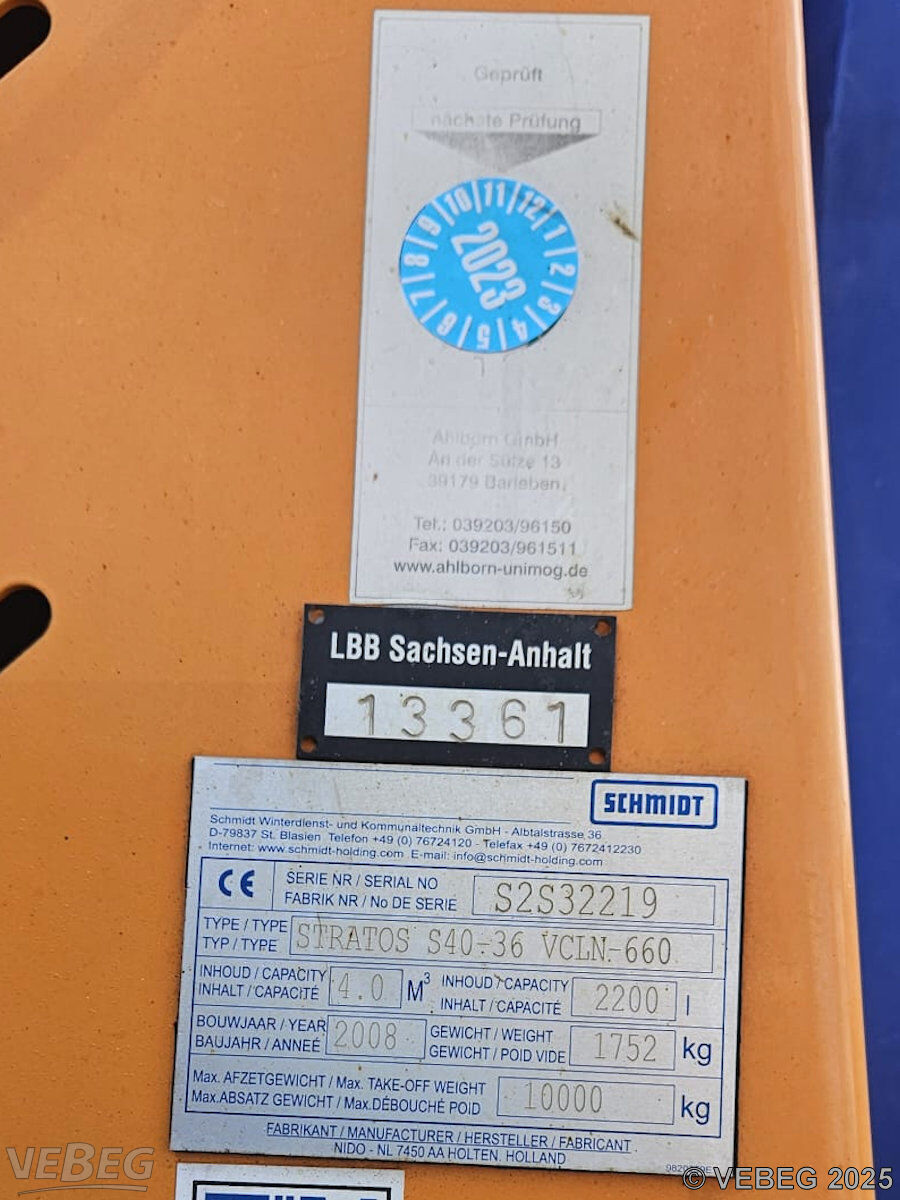 Geprüft
nächste Prüfung
1 2 3 4 5 6 7 8 9 10 11 12
2023
Ahlborn GmbH
An der Sülze 13
39179 Barleben
Tel.: 039203/96150
Fax: 039203/961511
www.ahlborn-unimog.de
LBB Sachsen-Anhalt
13361
SCHMIDT
Schmidt Winterdienst- und Kommunaltechnik GmbH - Albtalstrasse 36
D-79837 St. Blasien Telefon +49 (0) 76724120 - Telefax +49 (0) 7672412230
Internet: www.schmidt-holding.com E-mail: info@schmidt-holding.com
CE SERIE NR / SERIAL NO
FABRIK NR / No DE SERIE S2S32219
TYPE / TYPE
TYP / TYPE STRATOS S40-36 VCLN-660
INHOUD / CAPACITY
INHALT / CAPACITÉ 4.0 M3
INHOUD / CAPACITY
INHALT / CAPACITÉ 2200 l
BOUWJAAR / YEAR
BAUJAHR / ANNEÉ 2008
GEWICHT / WEIGHT
GEWICHT / POID VIDE 1752 kg
Max. AFZETGEWICHT / Max. TAKE-OFF WEIGHT
Max.ABSATZ GEWICHT / Max.DÉBOUCHÉ POID 10000 kg
FABRIKANT / MANUFACTURER / HERSTELLER / FABRICANT
NIDO - NL 7450 AA HOLTEN. HOLLAND
VEBEG
© VEBEG 2025